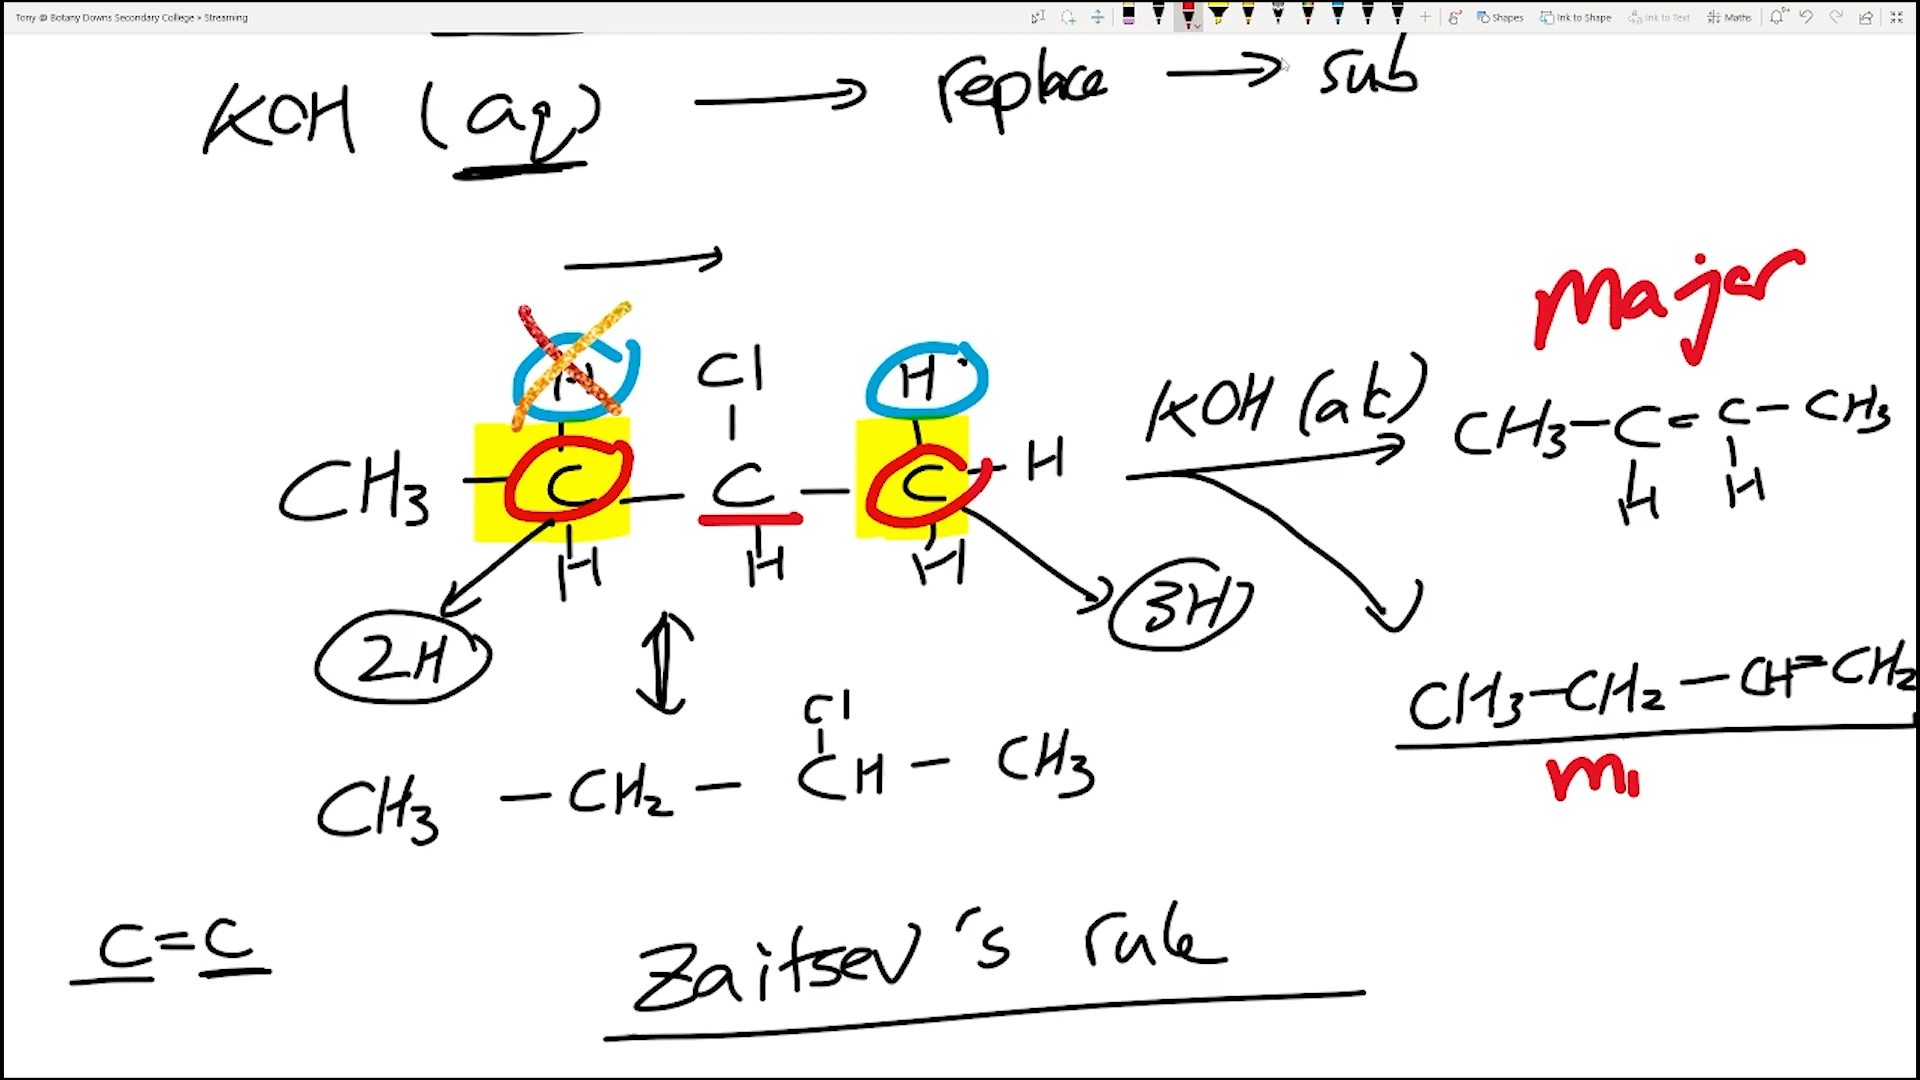 Tony @ Botany Downs Secondary College » Streaming
Shapes Ink to Shape Ink to Text Maths
KOH (aq) → replace → sub
→
Major
H Cl H
KOH (alc)
CH3 - C - C - C - H
CH3 - C = C - CH3
H H H
H H
2H
3H
CH3 - CH2 - CH = CH2
Cl
CH3 - CH2 - CH - CH3
mi
C=C
Zaitsev's rule